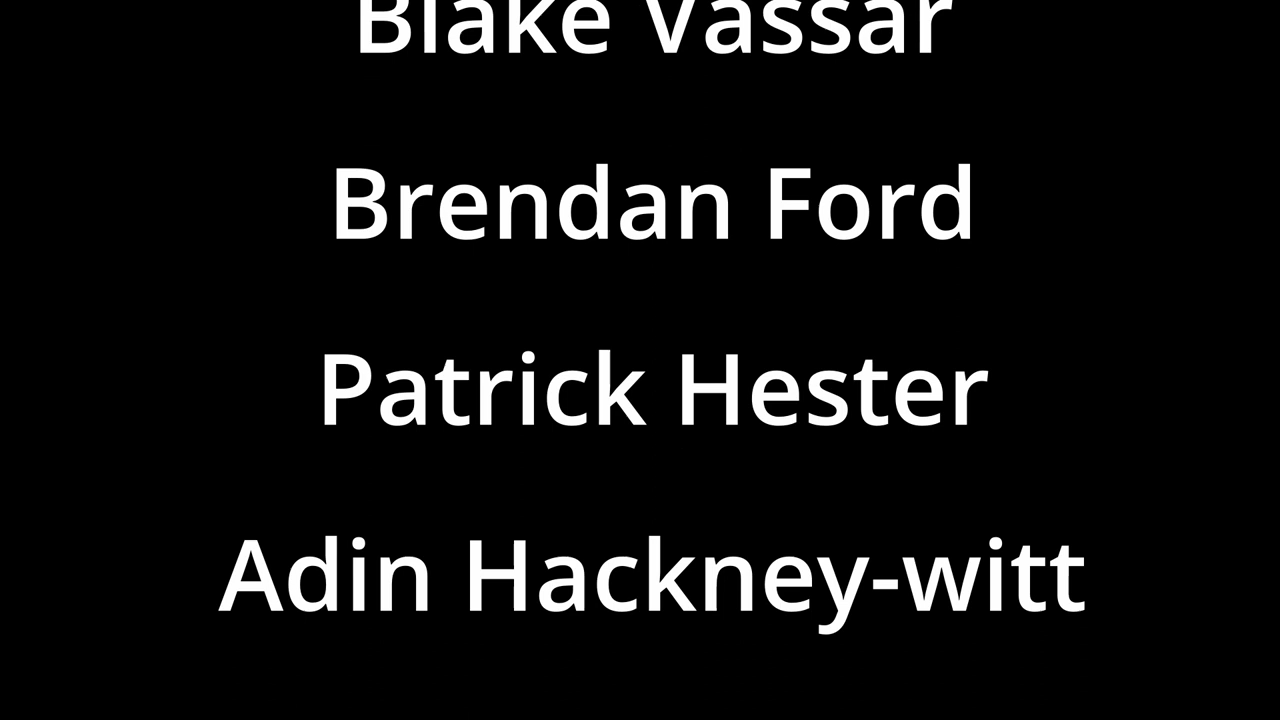 Blake Vassar
Brendan Ford
Patrick Hester
Adin Hackney-witt